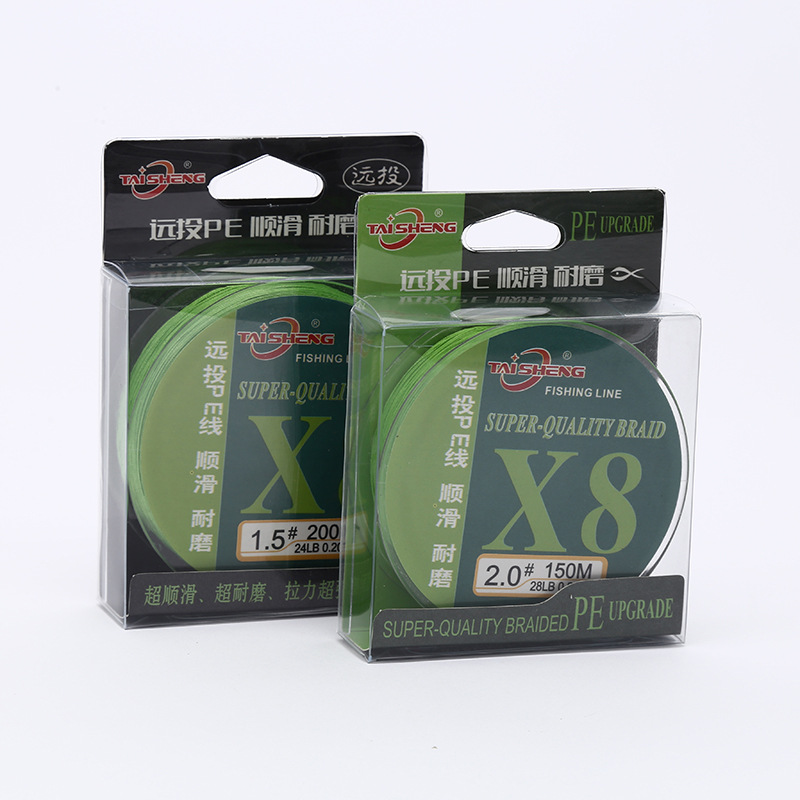 TAISHENG®
远投
远投PE 顺滑 耐磨
TAISHENG®
FISHING LINE
远投PE线 顺滑 耐磨
X
1.5# 200
24LB
超顺滑、超耐磨、拉力超
TAISHENG®
PE UPGRADE
远投PE 顺滑 耐磨
TAISHENG®
FISHING LINE
远投PE线 顺滑 耐磨
SUPER-QUALITY BRAID
X8
2.0# 150M
28LB
SUPER-QUALITY BRAIDED PE UPGRADE